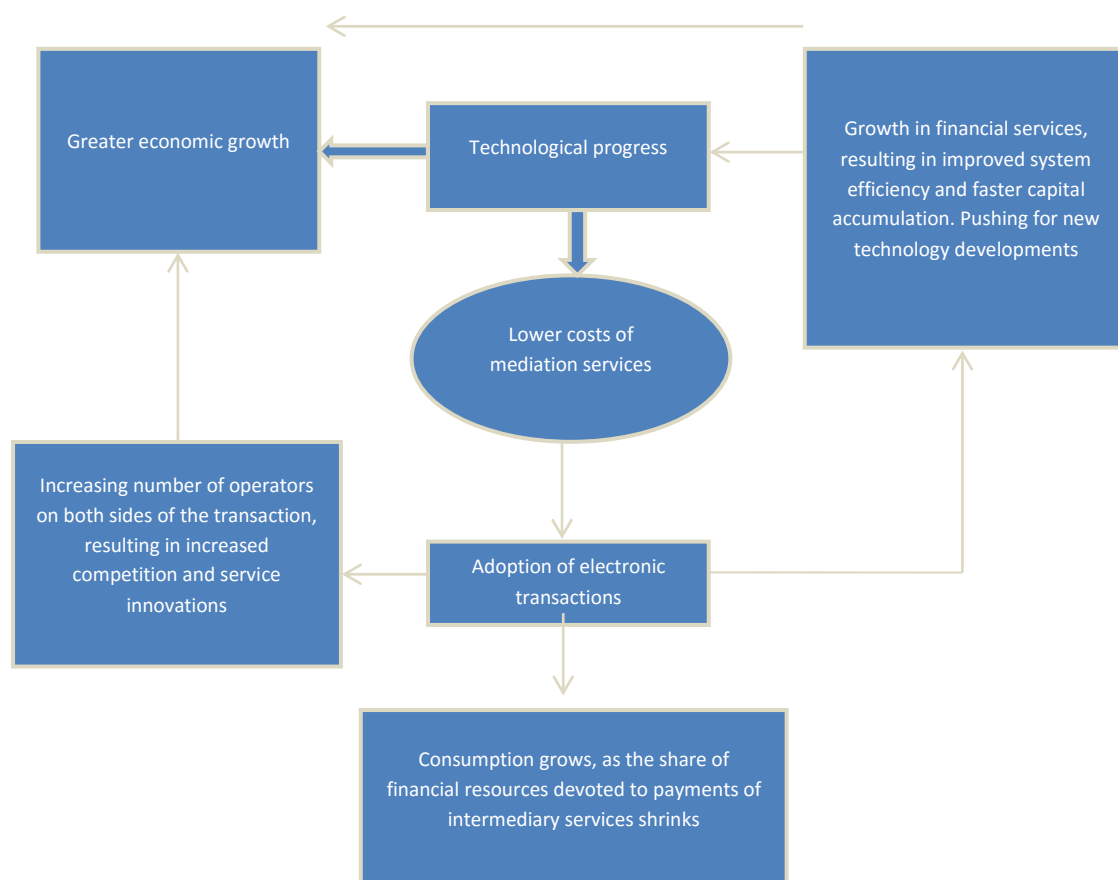 Greater economic growth
Technological progress
Growth in financial services,
resulting in improved system
efficiency and faster capital
accumulation. Pushing for new
technology developments
Lower costs of
mediation services
Increasing number of operators
on both sides of the transaction,
resulting in increased
competition and service
innovations
Adoption of electronic
transactions
Consumption grows, as the share of
financial resources devoted to payments of
intermediary services shrinks